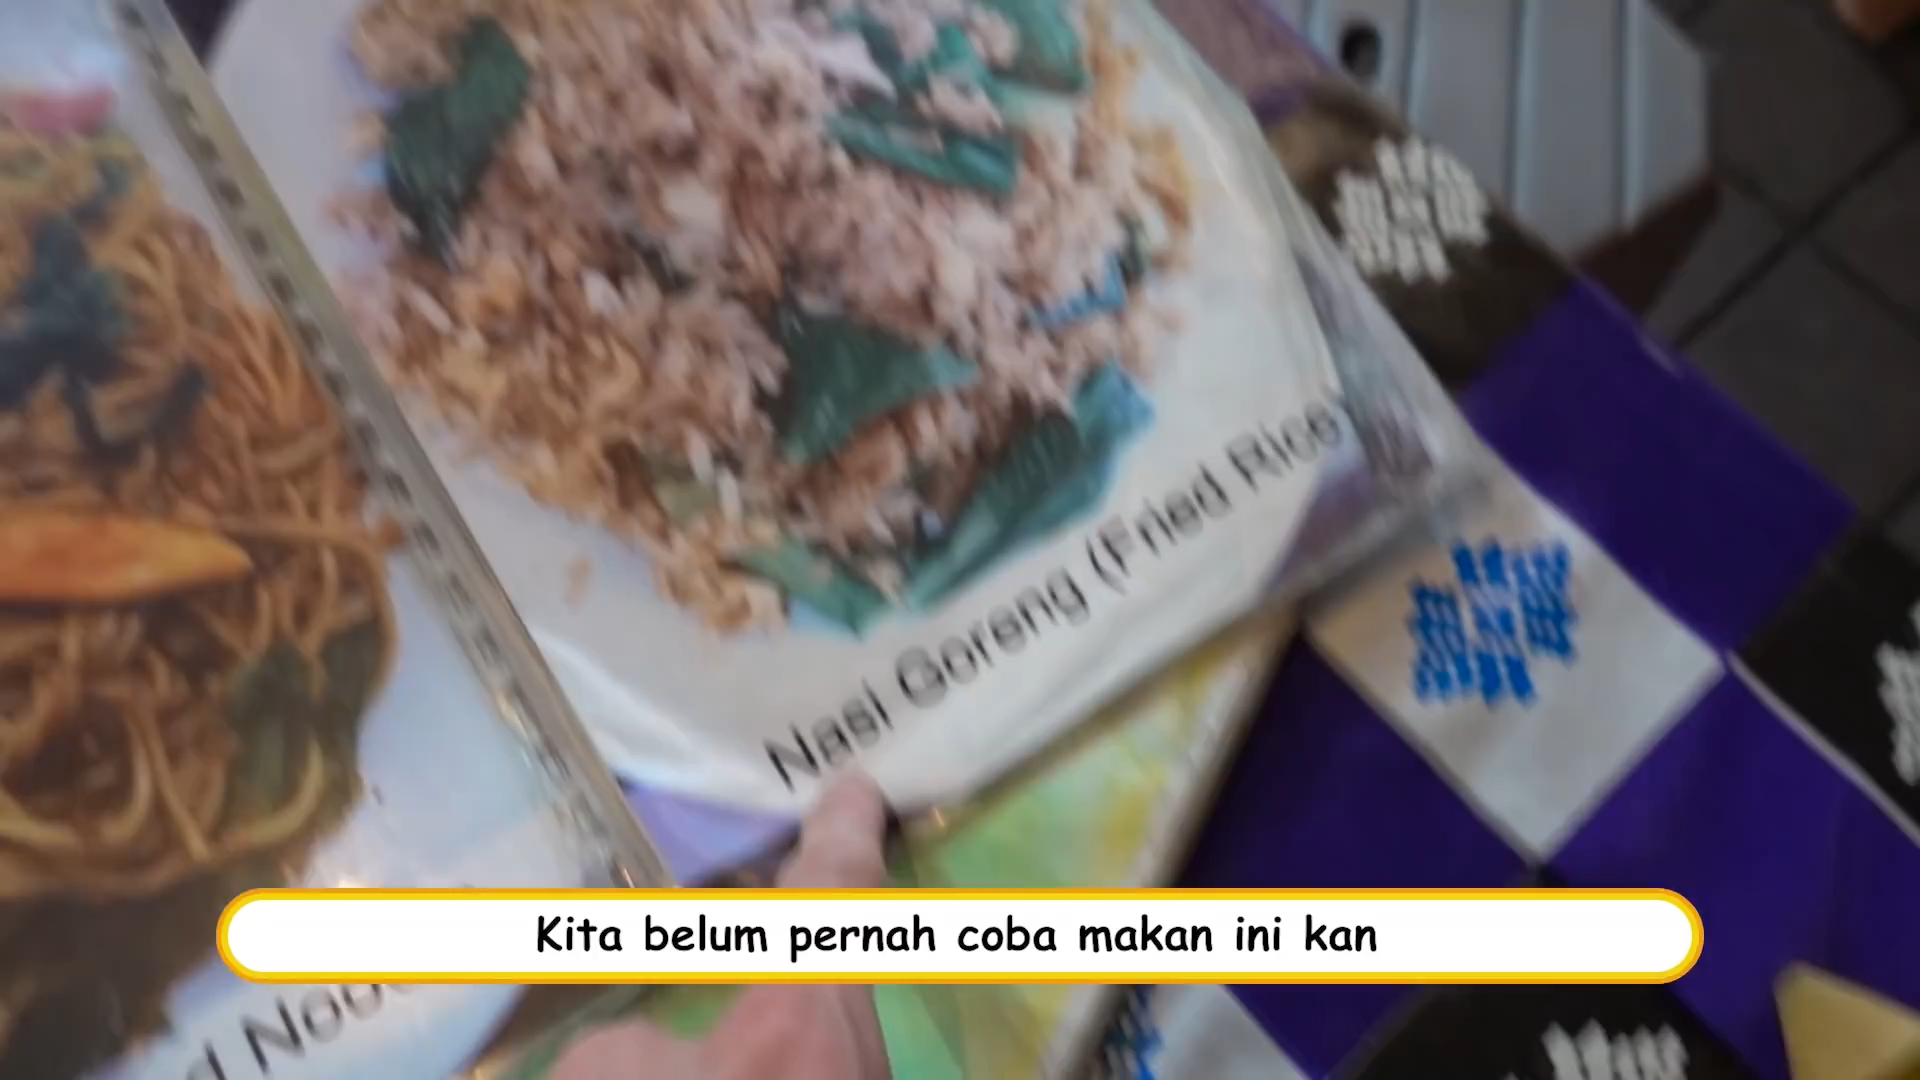 Nasi Goreng (Fried Rice
Kita belum pernah coba makan ini kan